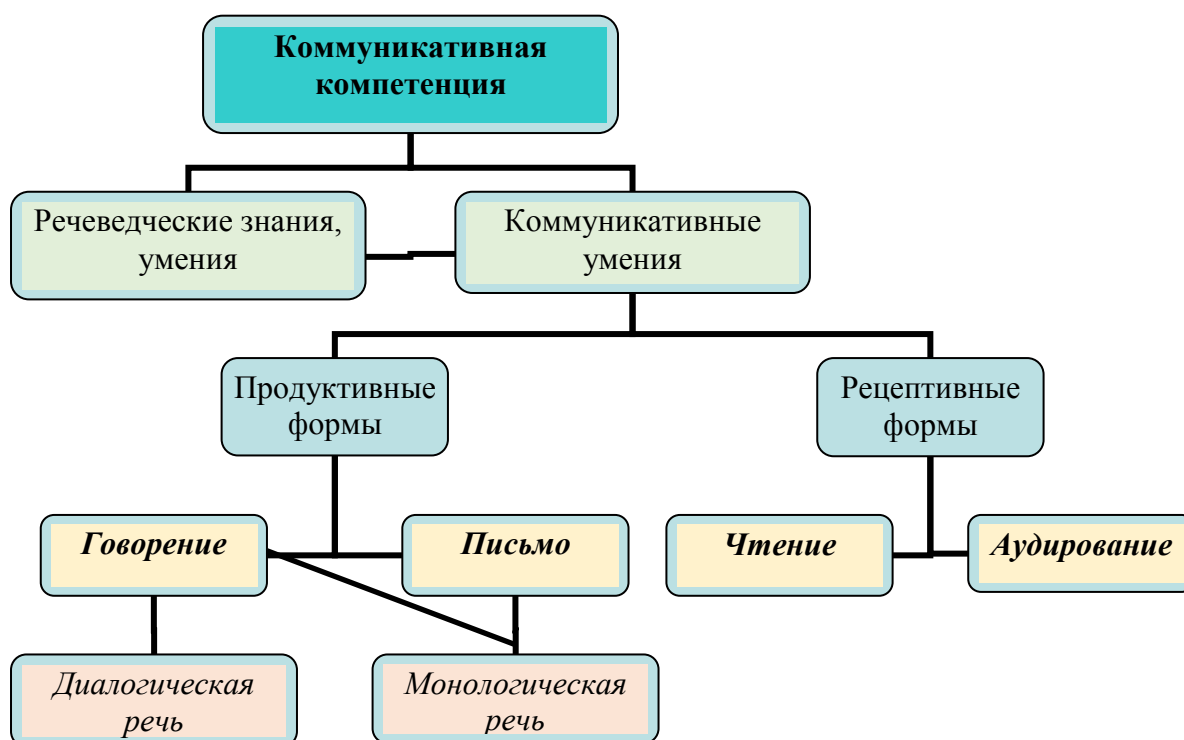 Коммуникативная
компетенция
Речеведческие знания,
умения
Коммуникативные
умения
Продуктивные
формы
Рецептивные
формы
Говорение
Письмо
Чтение
Аудирование
Диалогическая
речь
Монологическая
речь